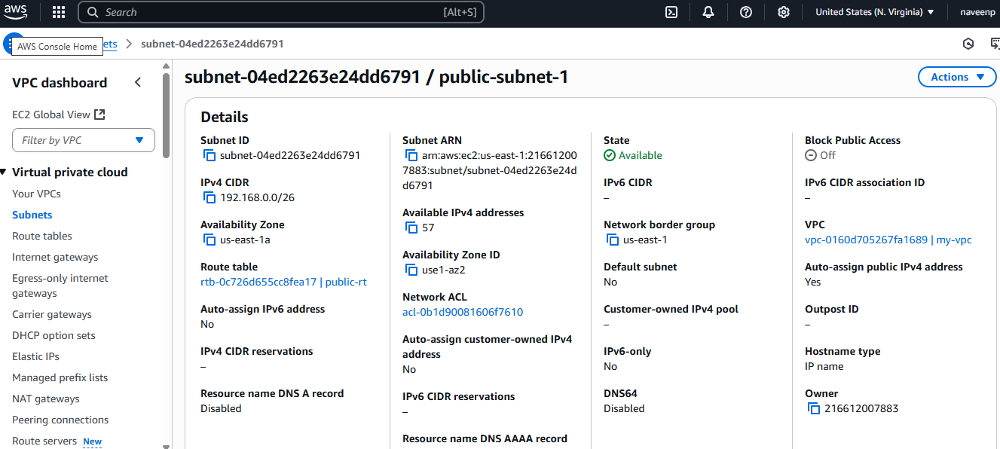 aws
Search
[Alt+S]
United States (N. Virginia)
naveenp
AWS Console Home
ets
subnet-04ed2263e24dd6791
VPC dashboard
EC2 Global View
Filter by VPC
Virtual private cloud
Your VPCs
Subnets
Route tables
Internet gateways
Egress-only internet
gateways
Carrier gateways
DHCP option sets
Elastic IPs
Managed prefix lists
NAT gateways
Peering connections
Route servers New
subnet-04ed2263e24dd6791 / public-subnet-1
Actions
Details
Subnet ID
subnet-04ed2263e24dd6791
IPv4 CIDR
192.168.0.0/26
Availability Zone
us-east-1a
Route table
rtb-0c726d655cc8fea17 | public-rt
Auto-assign IPv6 address
No
IPv4 CIDR reservations
–
Resource name DNS A record
Disabled
Subnet ARN
arn:aws:ec2:us-east-1:21661200
7883:subnet/subnet-04ed2263e24d
d6791
Available IPv4 addresses
57
Availability Zone ID
use1-az2
Network ACL
acl-0b1d90081606f7610
Auto-assign customer-owned IPv4
address
No
IPv6 CIDR reservations
–
Resource name DNS AAAA record
State
Available
IPv6 CIDR
–
Network border group
us-east-1
Default subnet
No
Customer-owned IPv4 pool
–
IPv6-only
No
DNS64
Disabled
Block Public Access
Off
IPv6 CIDR association ID
–
VPC
vpc-0160d705267fa1689 | my-vpc
Auto-assign public IPv4 address
Yes
Outpost ID
–
Hostname type
IP name
Owner
216612007883